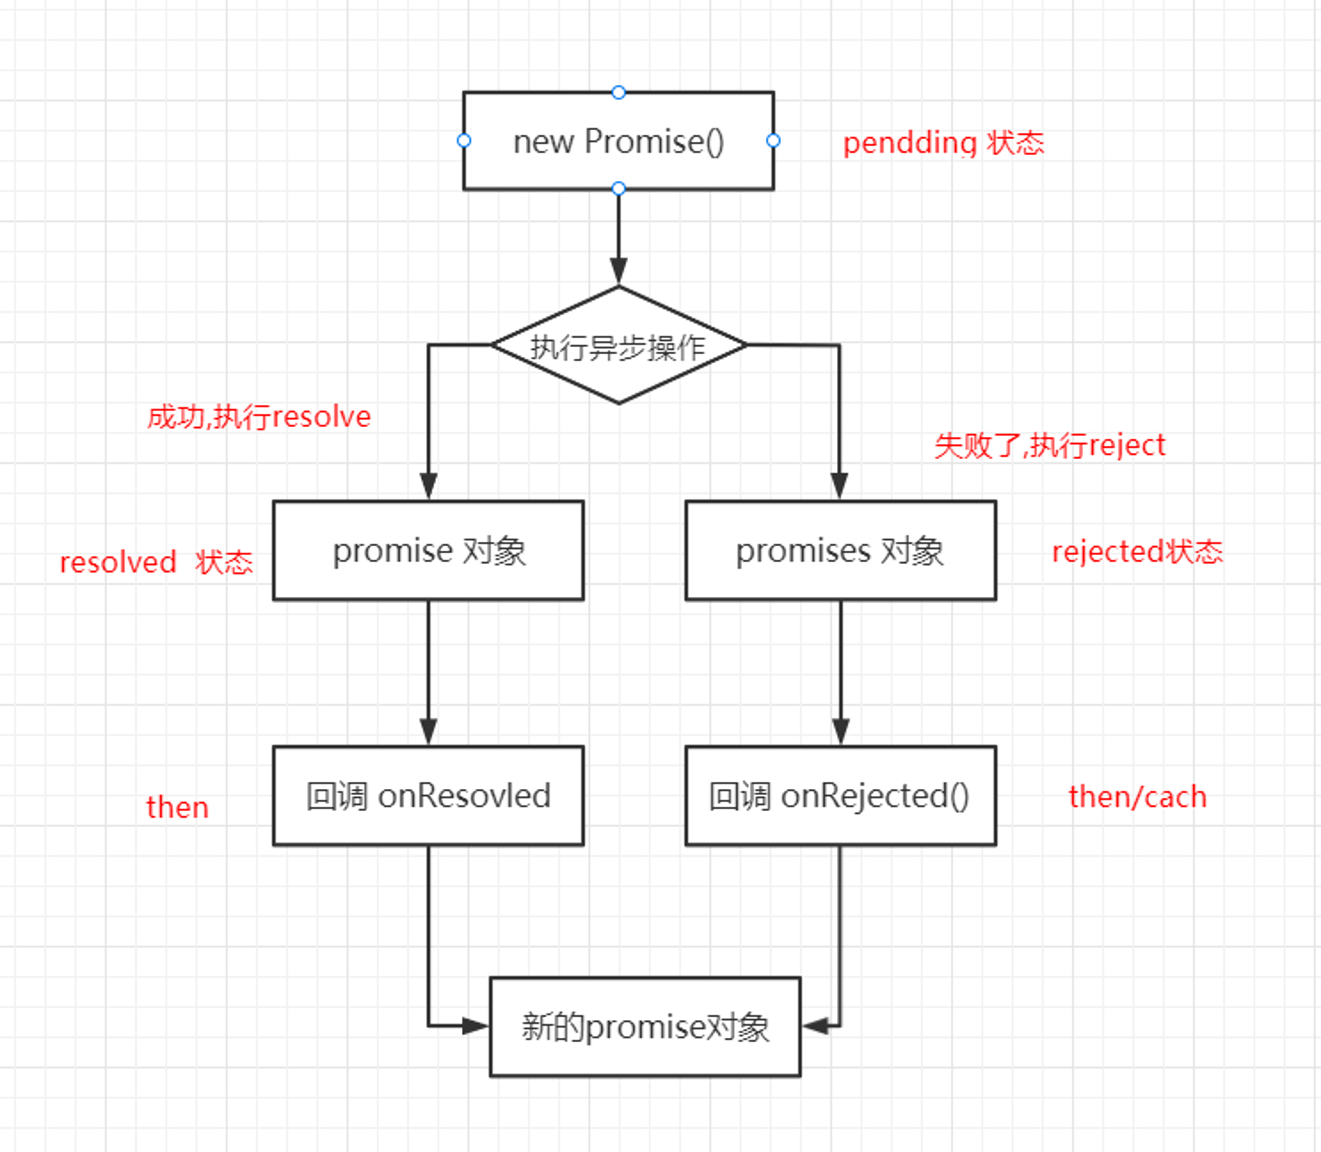 new Promise()
pendding 状态
执行异步操作
成功,执行resolve
失败了,执行reject
promise 对象
promises 对象
resolved 状态
rejected状态
回调 onResovled
回调 onRejected()
then
then/cach
新的promise对象